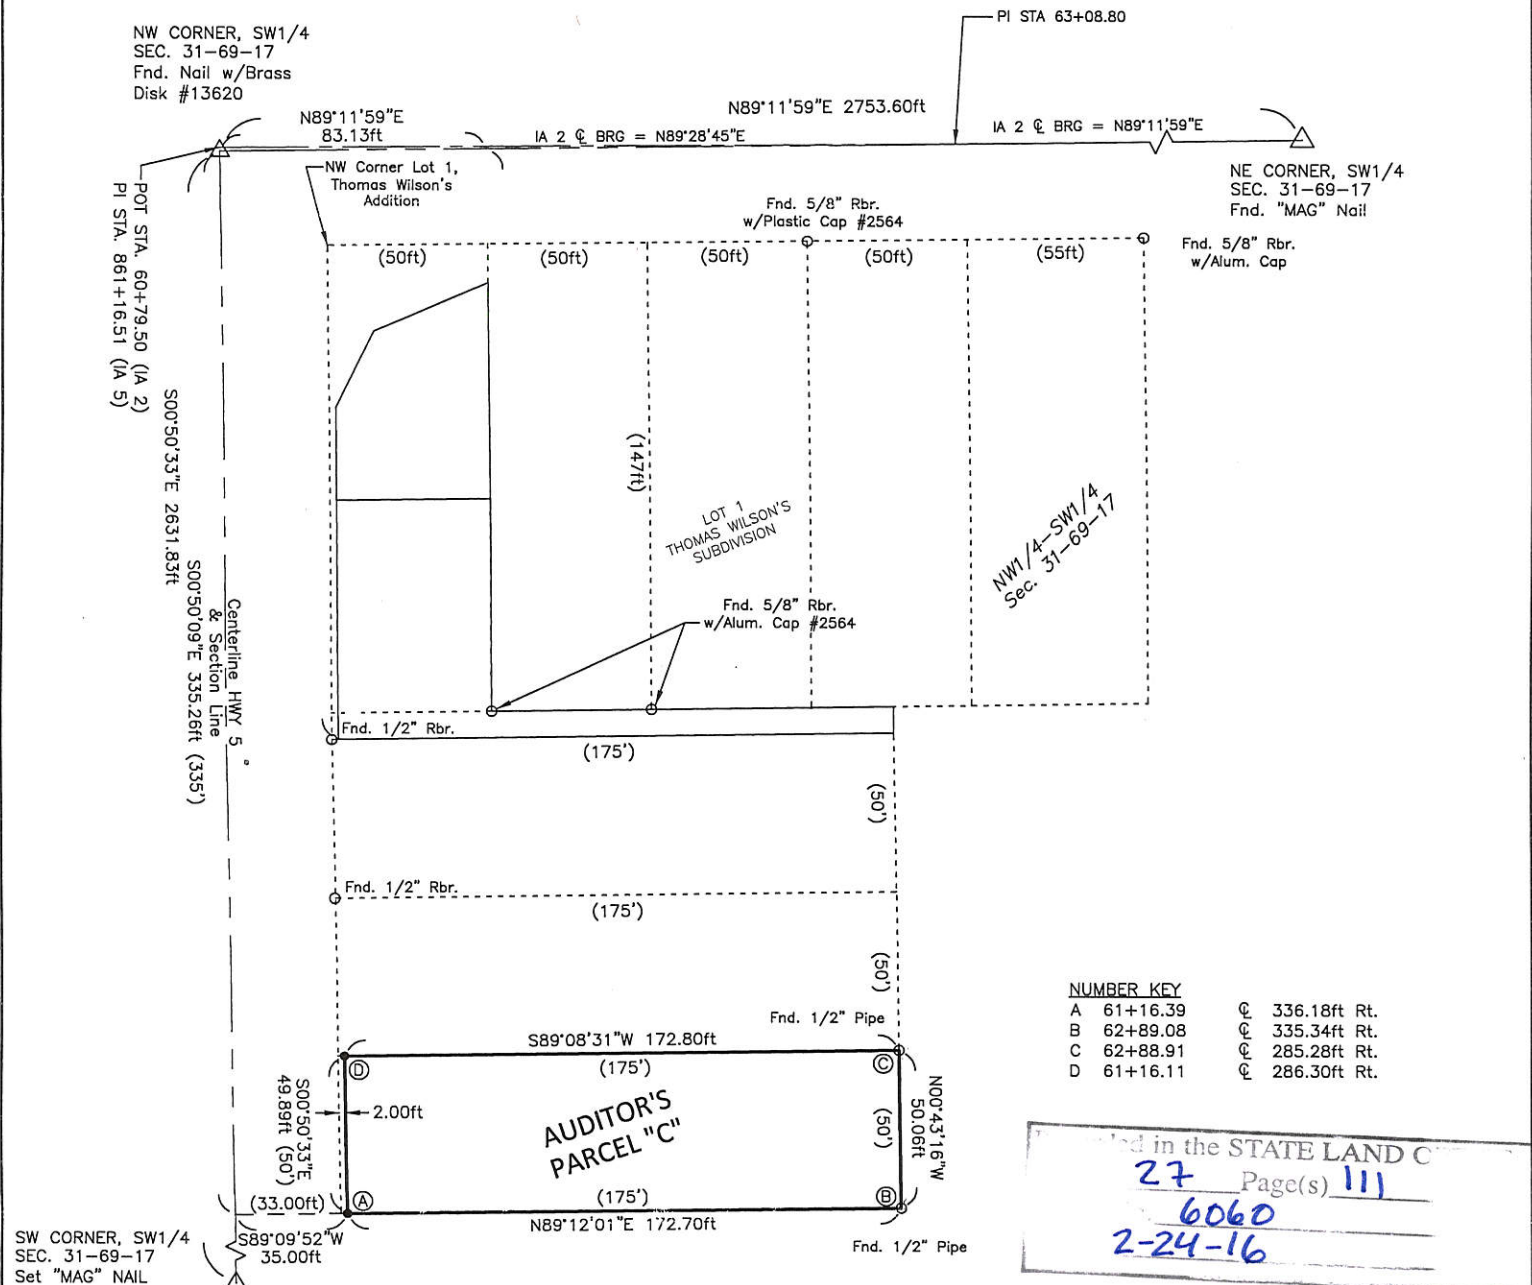 PI STA 63+08.80
NW CORNER, SW1/4
SEC. 31-69-17
Fnd. Nail w/Brass
Disk #13620
N89°11'59"E
83.13ft
N89°11'59"E 2753.60ft
IA 2 ℄ BRG = N89°28'45"E
IA 2 ℄ BRG = N89°11'59"E
NE CORNER, SW1/4
SEC. 31-69-17
Fnd. "MAG" Nail
NW Corner Lot 1,
Thomas Wilson's
Addition
POT STA. 60+79.50 (IA 2)
PI STA. 861+16.51 (IA 5)
Fnd. 5/8" Rbr.
w/Plastic Cap #2564
Fnd. 5/8" Rbr.
w/Alum. Cap
(50ft)
(50ft)
(50ft)
(50ft)
(55ft)
(147ft)
LOT 1
THOMAS WILSON'S
SUBDIVISION
NW1/4-SW1/4
Sec. 31-69-17
S00°50'33"E 2631.83ft
S00°50'09"E 335.26ft (335')
Centerline HWY 5
& Section Line
Fnd. 5/8" Rbr.
w/Alum. Cap #2564
Fnd. 1/2" Rbr.
(175')
(50')
Fnd. 1/2" Rbr.
(175')
(50')
Fnd. 1/2" Pipe
S89°08'31"W 172.80ft
(175')
D
C
S00°50'33"E
49.89ft (50')
2.00ft
AUDITOR'S
PARCEL "C"
(50')
N00°43'16"W
50.06ft
(33.00ft)
A
(175')
B
N89°12'01"E 172.70ft
S89°09'52"W
35.00ft
Fnd. 1/2" Pipe
SW CORNER, SW1/4
SEC. 31-69-17
Set "MAG" NAIL
NUMBER KEY
A 61+16.39 ℄ 336.18ft Rt.
B 62+89.08 ℄ 335.34ft Rt.
C 62+88.91 ℄ 285.28ft Rt.
D 61+16.11 ℄ 286.30ft Rt.
in the STATE LAND
27 Page(s) 111
6060
2-24-16